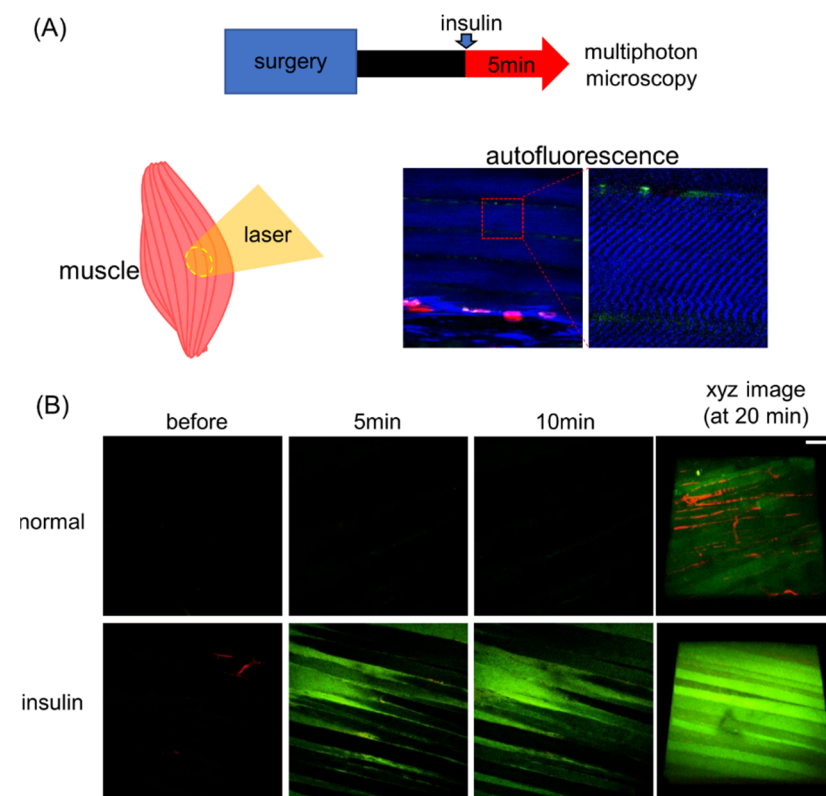 (A)
insulin
surgery
5min
multiphoton
microscopy
autofluorescence
laser
muscle
(B)
before
5min
10min
xyz image
(at 20 min)
normal
insulin